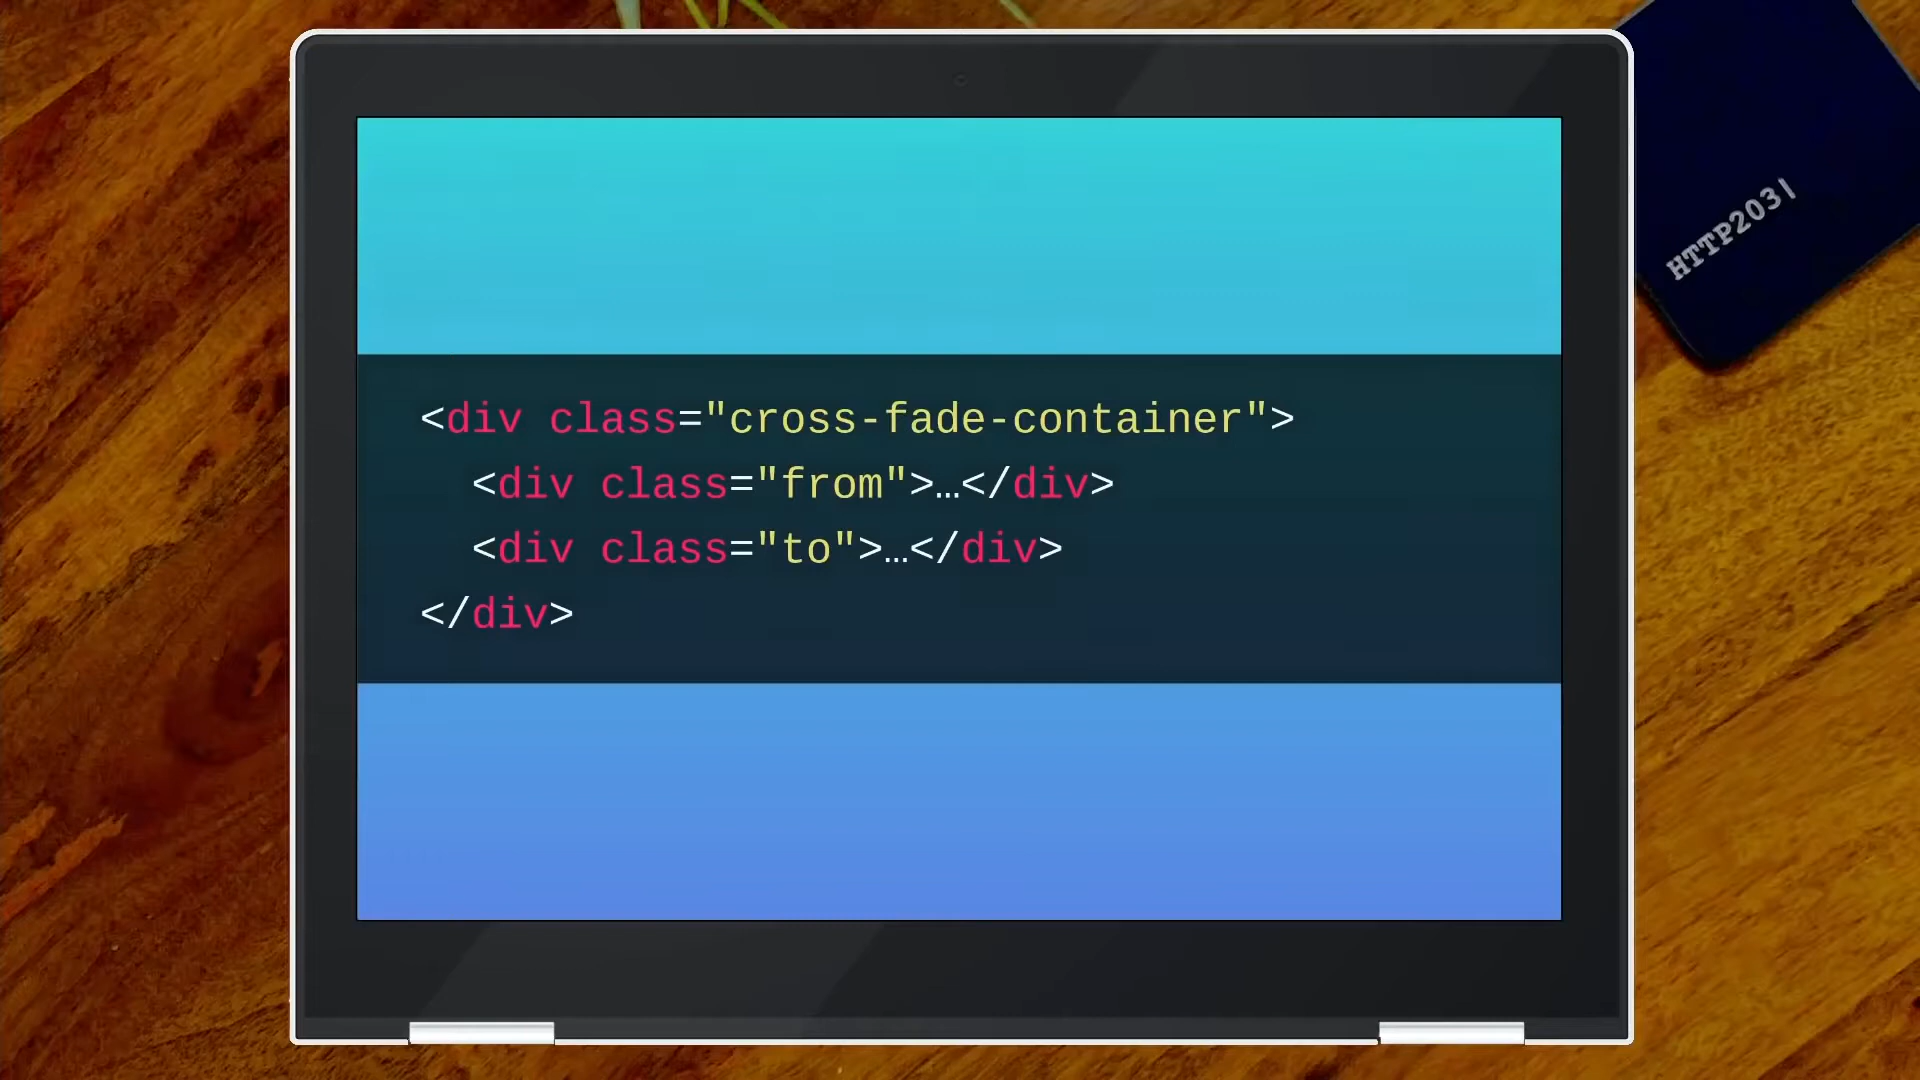 HTTP203|
<div class="cross-fade-container">
  <div class="from">…</div>
  <div class="to">…</div>
</div>